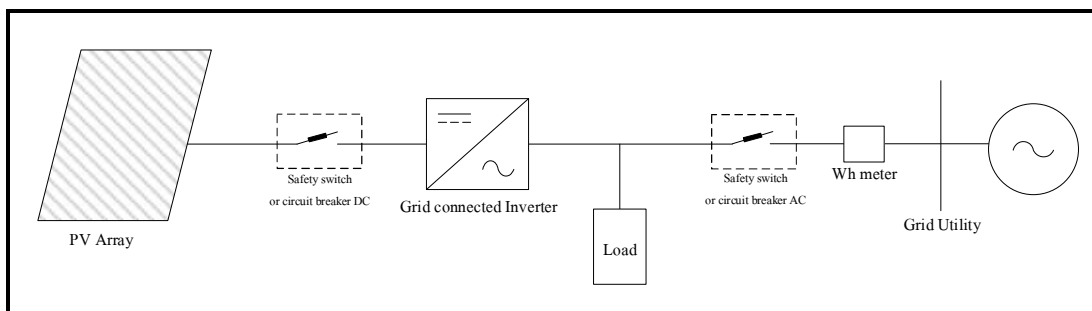 PV Array
Safety switch
or circuit breaker DC
Grid connected Inverter
Load
Safety switch
or circuit breaker AC
Wh meter
Grid Utility